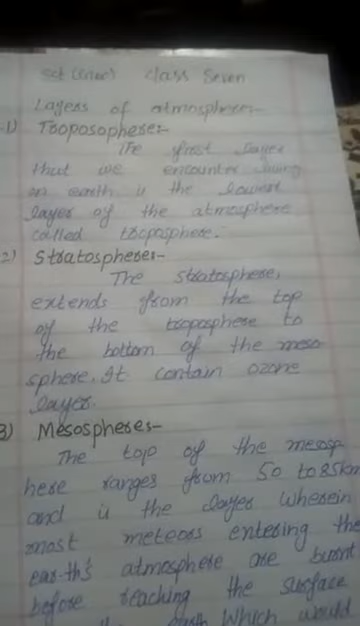 SSt class Seven
Layers of atmosphere:-
1) Troposphere:-
The first layer
that we encounter living
on earth is the lowest
layer of the atmosphere
called troposphere.
2) Stratosphere:-
The stratosphere,
extends from the top
of the troposphere to
the bottom of the meso
sphere. It contain ozone
layer.
3) Mesosphere:-
The top of the mesosp
here ranges from 50 to 85km
and is the layer wherein
most meteors entering the
ear-th's atmosphere are burnt
before reaching the surface
Which would